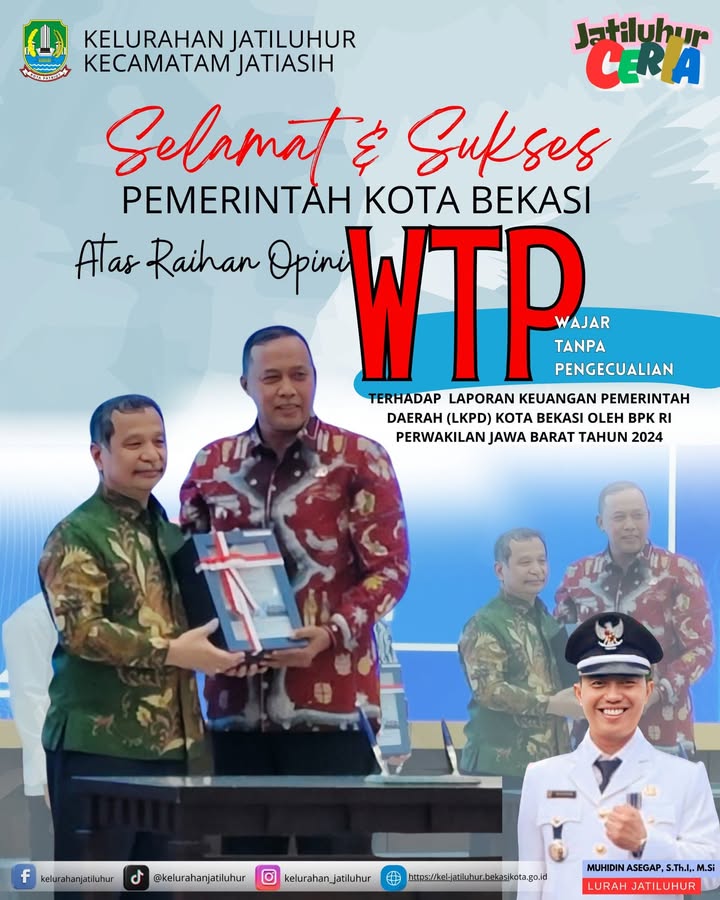 KELURAHAN JATILUHUR
KECAMATAM JATIASIH
Jatiluhur
CERIA
Selamat & Sukses
PEMERINTAH KOTA BEKASI
Atas Raihan Opini
WTP
WAJAR
TANPA
PENGECUALIAN
TERHADAP LAPORAN KEUANGAN PEMERINTAH
DAERAH (LKPD) KOTA BEKASI OLEH BPK RI
PERWAKILAN JAWA BARAT TAHUN 2024
MUHIDIN ASEGAP, S.Th.I,. M.Si
LURAH JATILUHUR
kelurahanjatiluhur
@kelurahanjatiluhur
kelurahan_jatiluhur
https://kel-jatiluhur.bekasikota.go.id